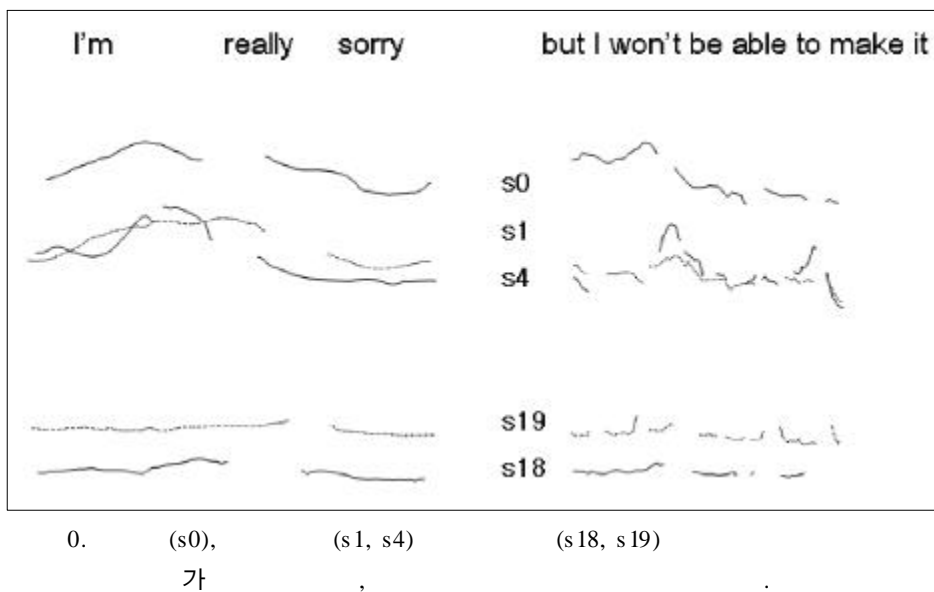 I'm really sorry but I won't be able to make it
s0
s1
s4
s19
s18
0. (s0), (s1, s4) (s18, s19)
가 , .